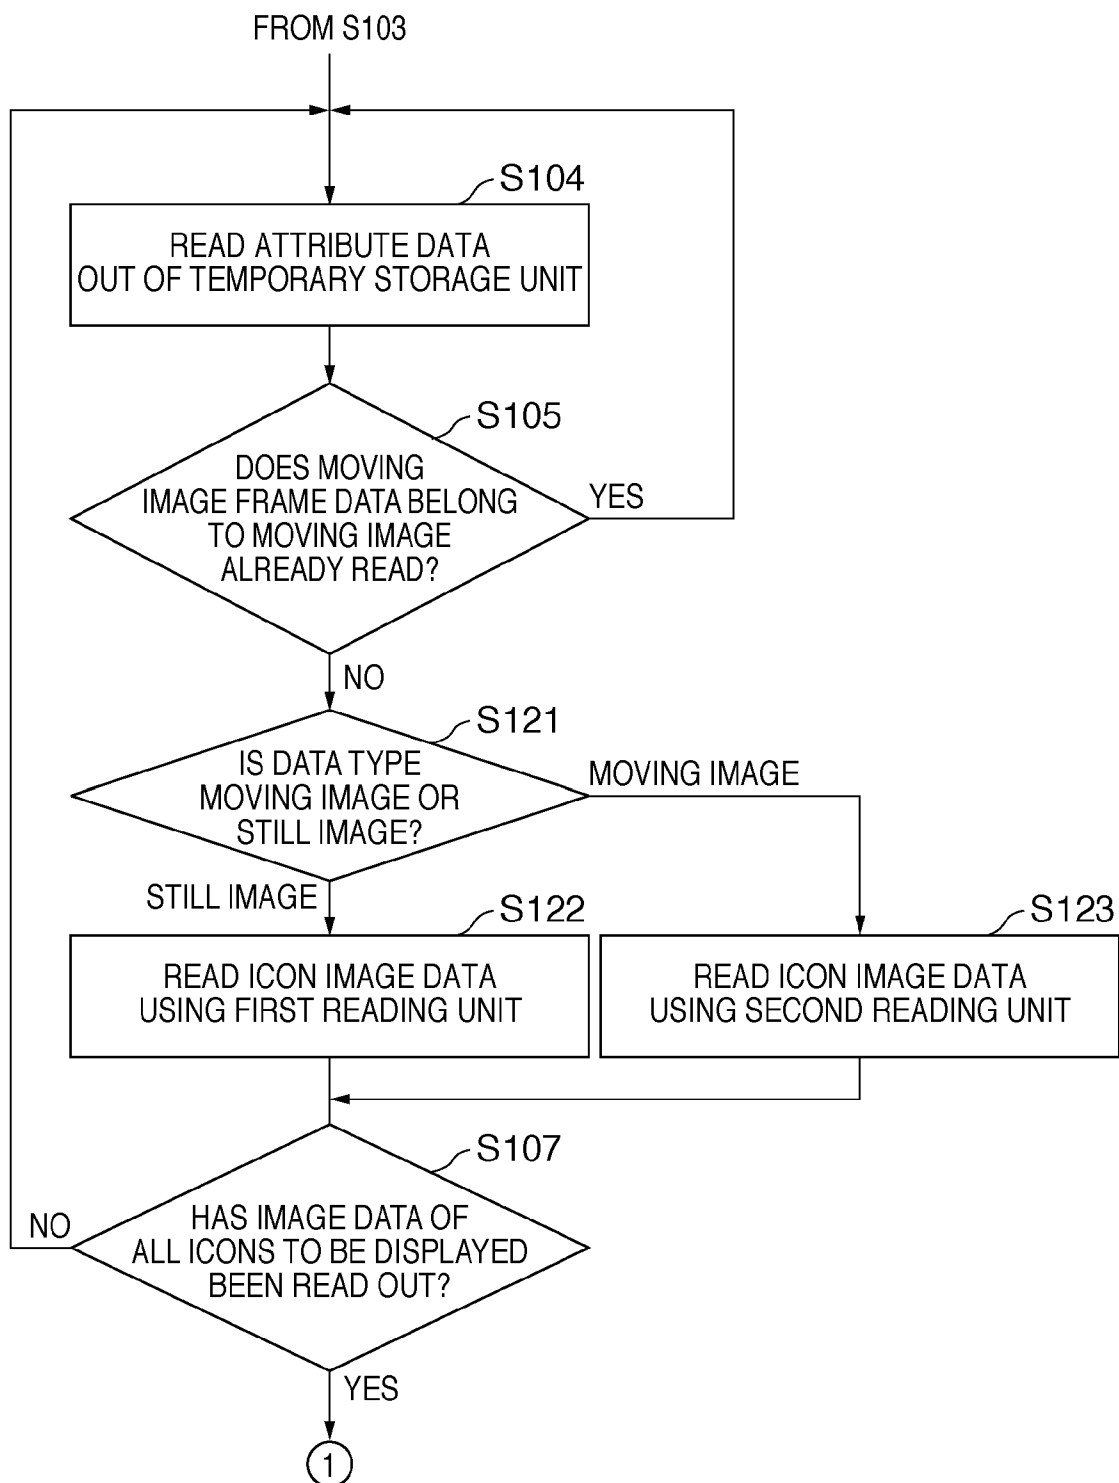 FROM S103
S104
READ ATTRIBUTE DATA
OUT OF TEMPORARY STORAGE UNIT
S105
DOES MOVING
IMAGE FRAME DATA BELONG
TO MOVING IMAGE
ALREADY READ?
YES
NO
S121
IS DATA TYPE
MOVING IMAGE OR
STILL IMAGE?
MOVING IMAGE
STILL IMAGE
S122
READ ICON IMAGE DATA
USING FIRST READING UNIT
S123
READ ICON IMAGE DATA
USING SECOND READING UNIT
S107
HAS IMAGE DATA OF
ALL ICONS TO BE DISPLAYED
BEEN READ OUT?
NO
YES
1